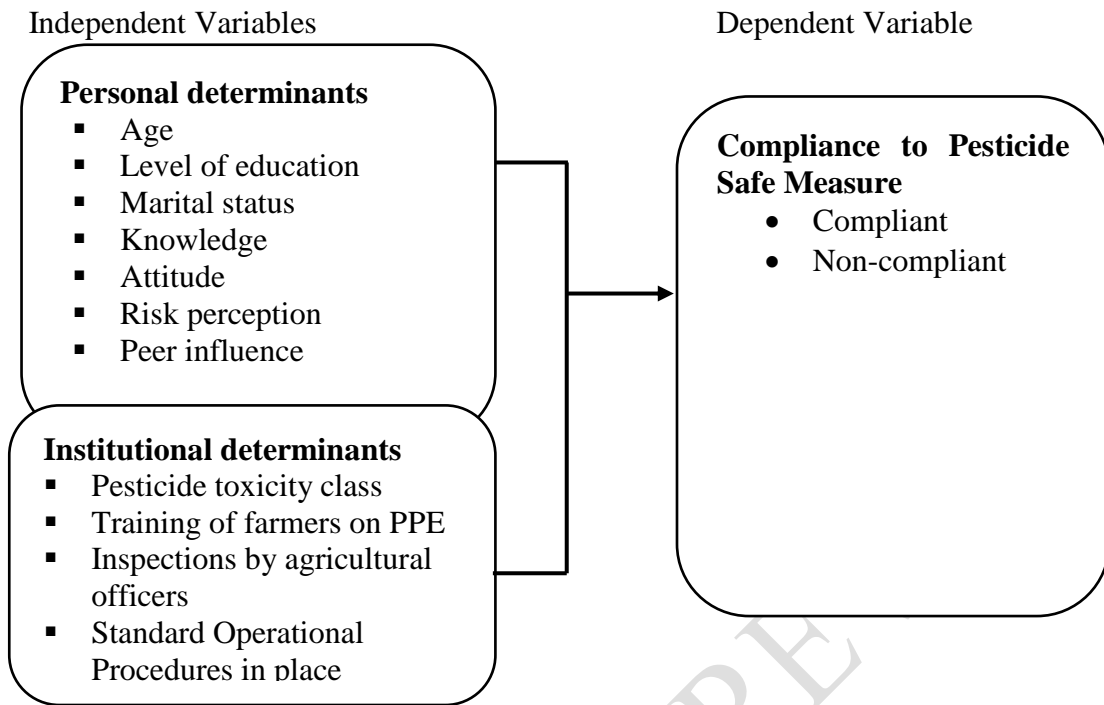 Independent Variables
Dependent Variable
Personal determinants
▪ Age
▪ Level of education
▪ Marital status
▪ Knowledge
▪ Attitude
▪ Risk perception
▪ Peer influence
Institutional determinants
▪ Pesticide toxicity class
▪ Training of farmers on PPE
▪ Inspections by agricultural
officers
▪ Standard Operational
Procedures in place
Compliance to Pesticide
Safe Measure
• Compliant
• Non-compliant
PE